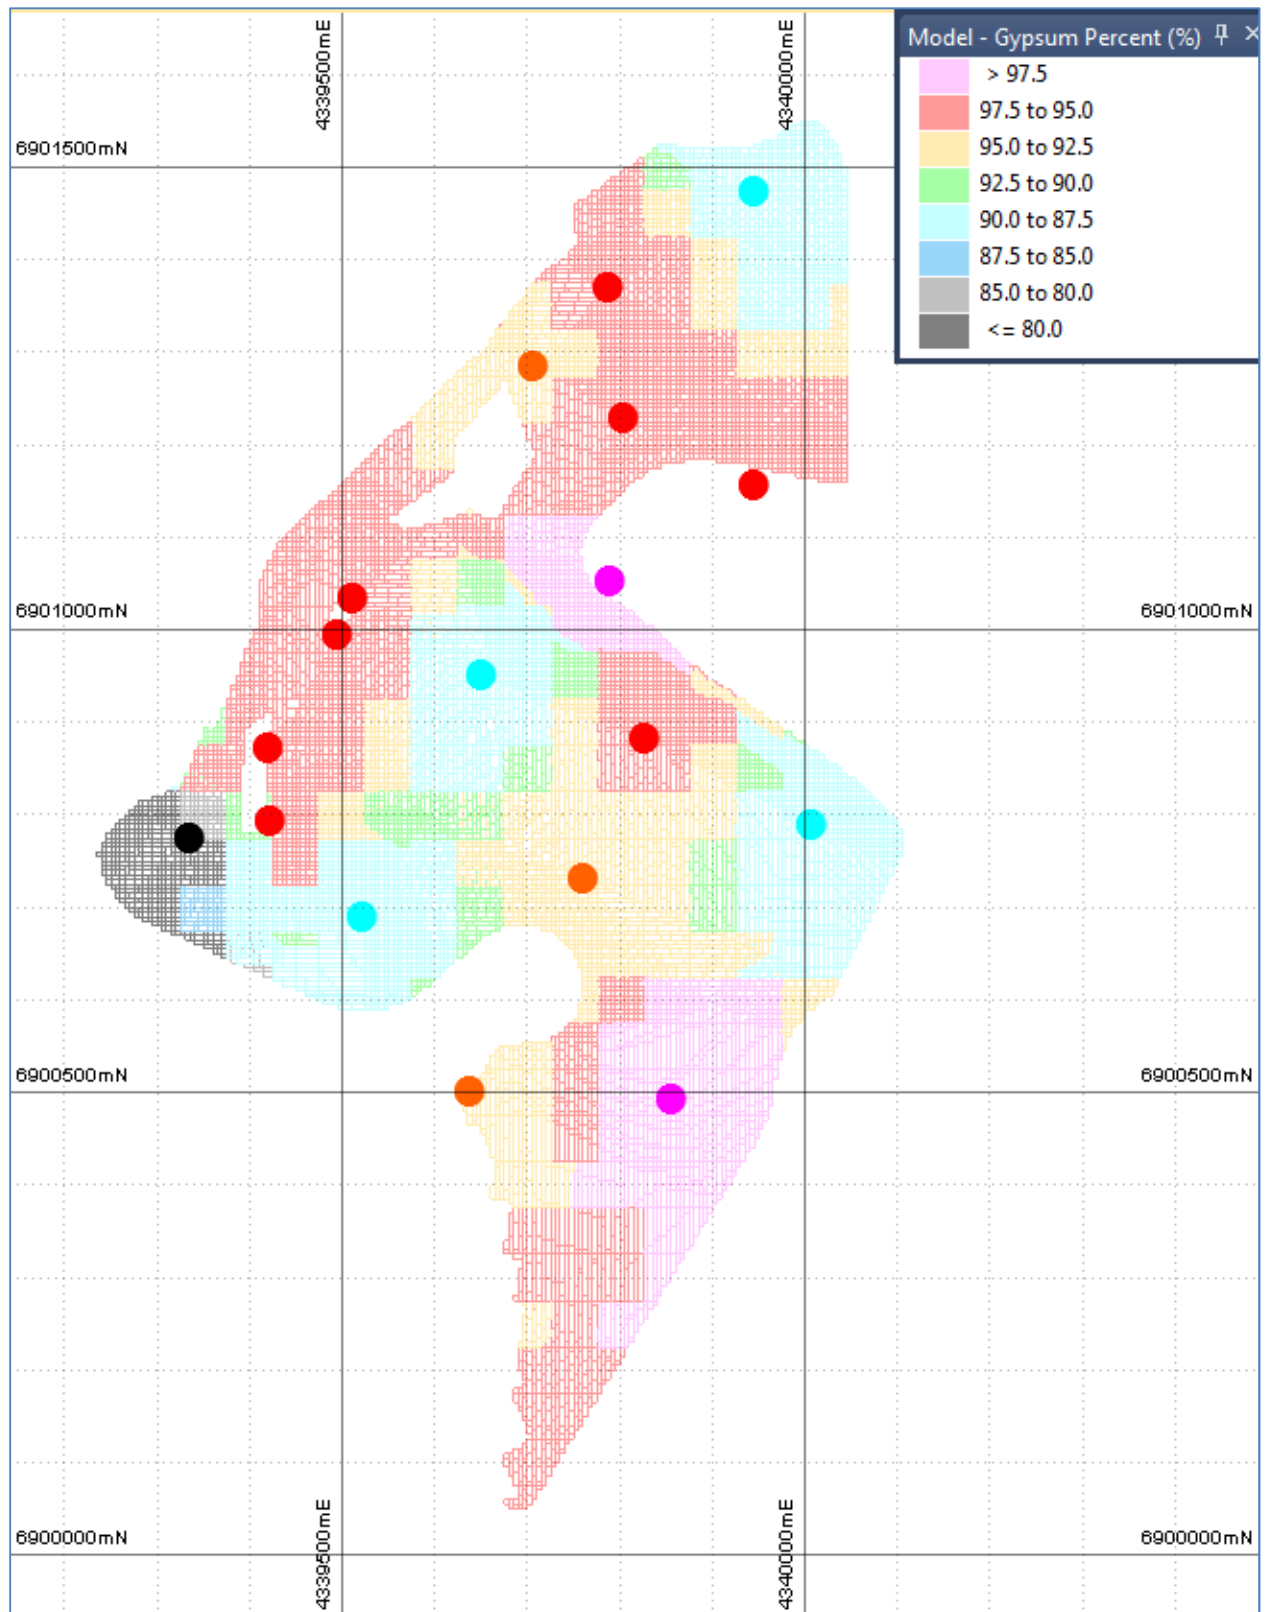 4339500mE
4340000mE
Model - Gypsum Percent (%)
> 97.5
97.5 to 95.0
95.0 to 92.5
92.5 to 90.0
90.0 to 87.5
87.5 to 85.0
85.0 to 80.0
<= 80.0
6901500mN
6901000mN
6901000mN
6900500mN
6900500mN
6900000mN
6900000mN
4339500mE
4340000mE